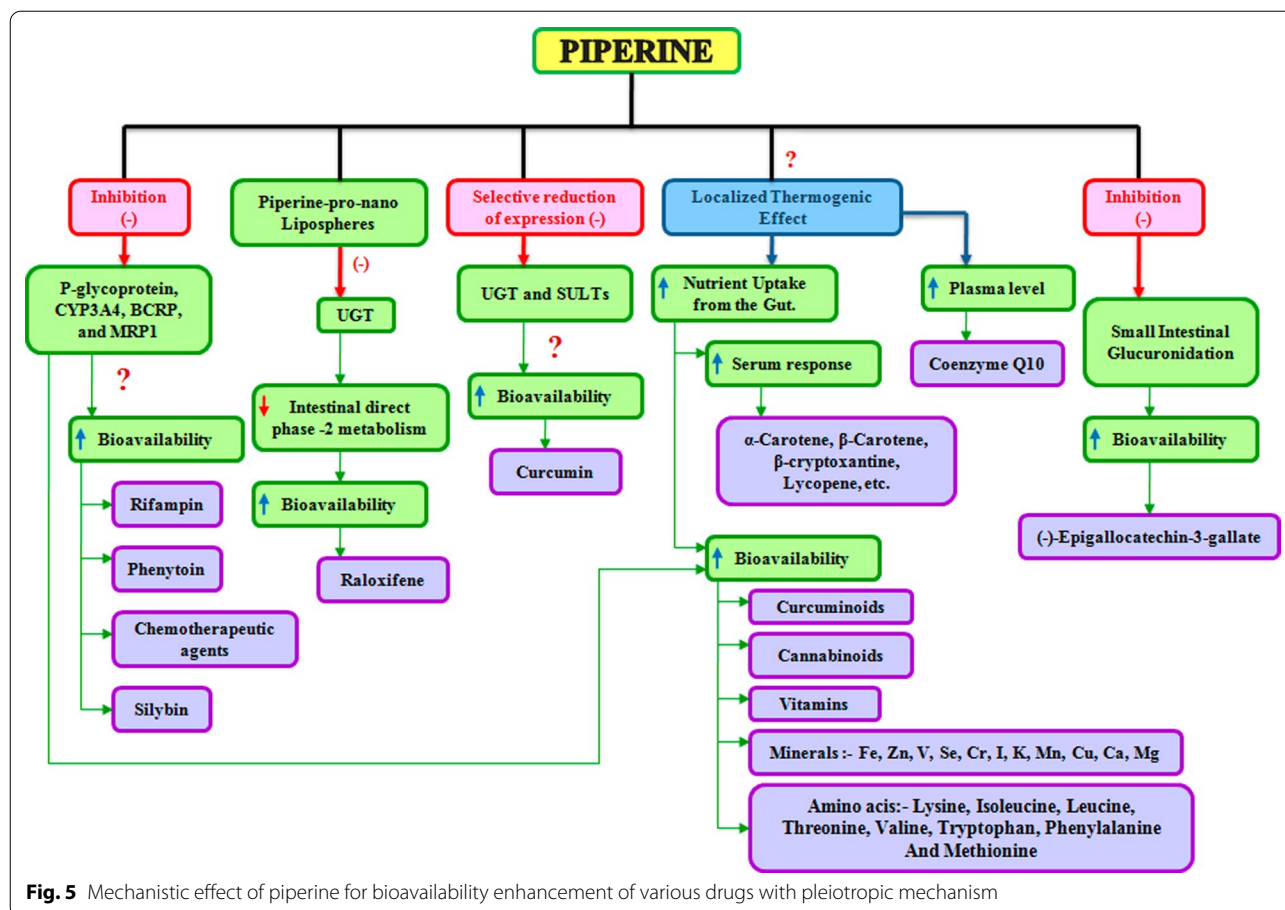 PIPERINE
Inhibition
(-)
P-glycoprotein,
CYP3A4, BCRP,
and MRP1
?
Bioavailability
Rifampin
Phenytoin
Chemotherapeutic
agents
Silybin
Piperine-pro-nano
Lipospheres
(-)
UGT
Intestinal direct
phase -2 metabolism
Bioavailability
Raloxifene
Selective reduction
of expression (-)
UGT and SULTs
?
Bioavailability
Curcumin
?
Localized Thermogenic
Effect
Nutrient Uptake
from the Gut.
Serum response
α-Carotene, β-Carotene,
β-cryptoxantine,
Lycopene, etc.
Bioavailability
Curcuminoids
Cannabinoids
Vitamins
Minerals :- Fe, Zn, V, Se, Cr, I, K, Mn, Cu, Ca, Mg
Amino acis:- Lysine, Isoleucine, Leucine,
Threonine, Valine, Tryptophan, Phenylalanine
And Methionine
Plasma level
Coenzyme Q10
Inhibition
(-)
Small Intestinal
Glucuronidation
Bioavailability
(-)-Epigallocatechin-3-gallate
Fig. 5 Mechanistic effect of piperine for bioavailability enhancement of various drugs with pleiotropic mechanism